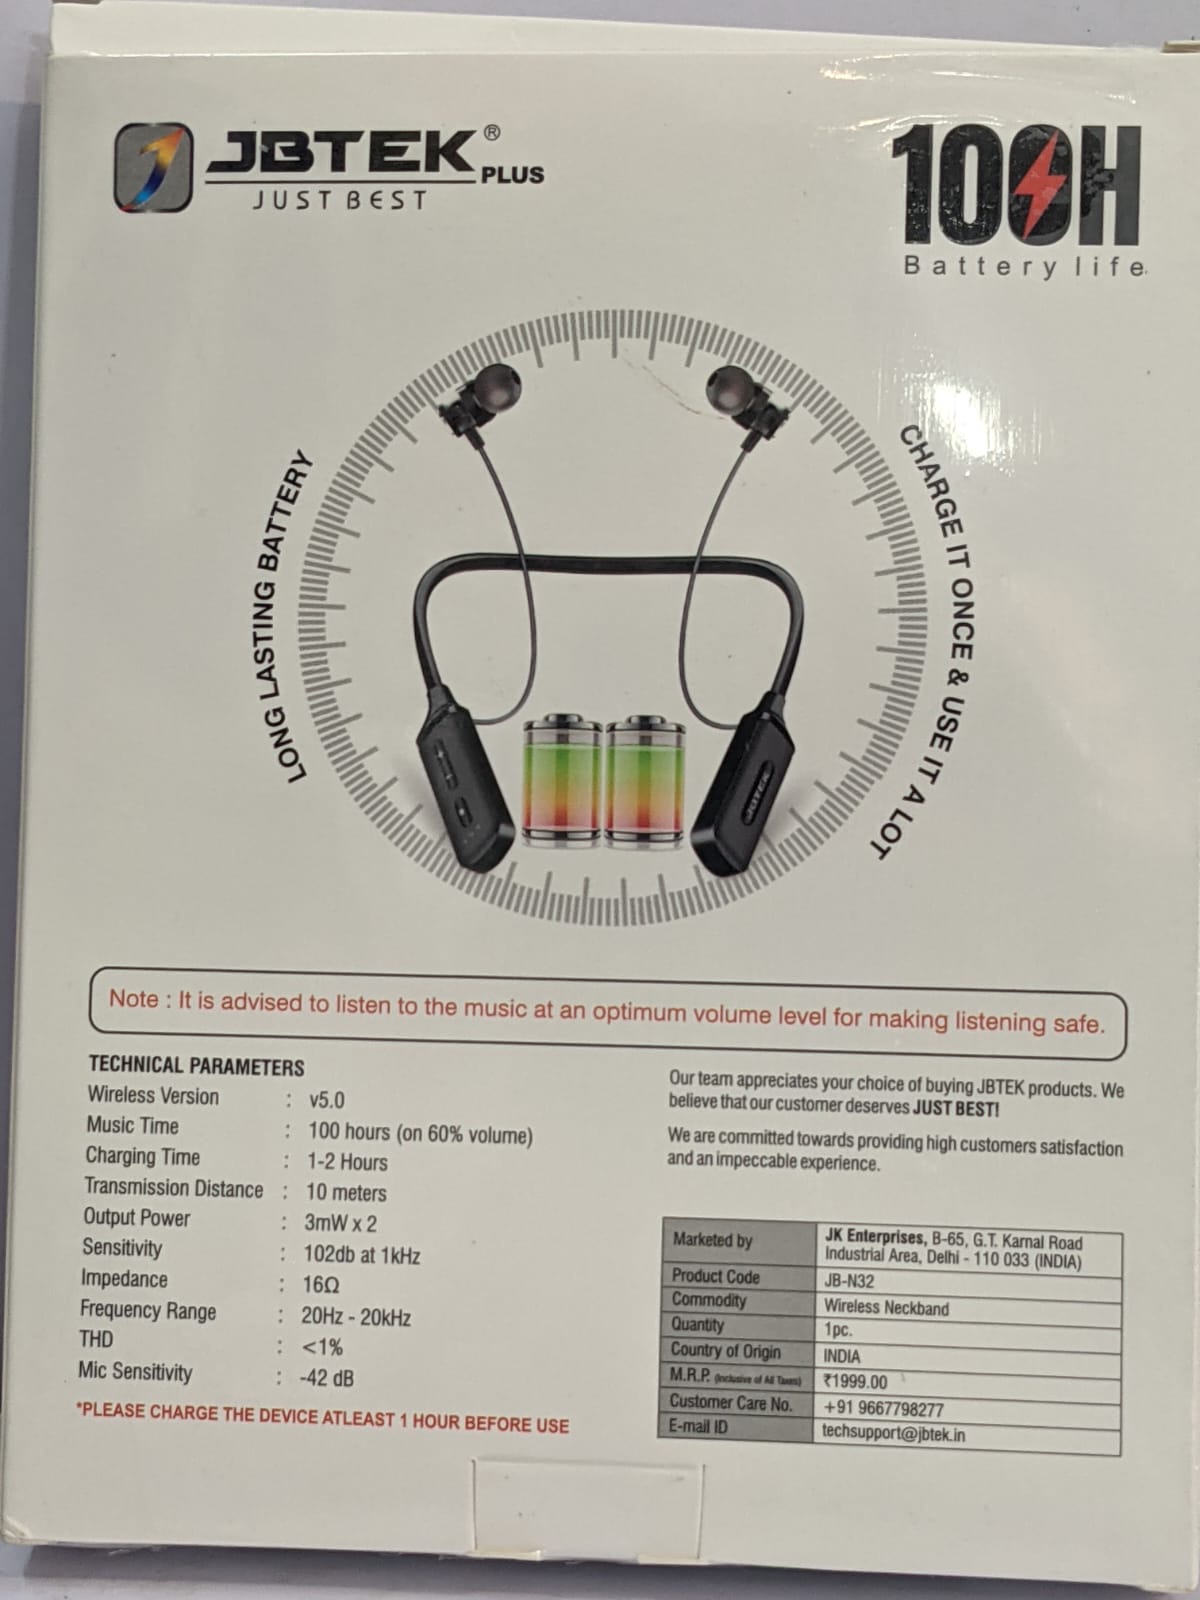 JBTEK® PLUS
JUST BEST
100H
Battery life.
LONG LASTING BATTERY
CHARGE IT ONCE & USE IT A LOT
JBTEK
Note : It is advised to listen to the music at an optimum volume level for making listening safe.
TECHNICAL PARAMETERS
Wireless Version : v5.0
Music Time : 100 hours (on 60% volume)
Charging Time : 1-2 Hours
Transmission Distance : 10 meters
Output Power : 3mW x 2
Sensitivity : 102db at 1kHz
Impedance : 16Ω
Frequency Range : 20Hz - 20kHz
THD : <1%
Mic Sensitivity : -42 dB
*PLEASE CHARGE THE DEVICE ATLEAST 1 HOUR BEFORE USE
Our team appreciates your choice of buying JBTEK products. We
believe that our customer deserves JUST BEST!
We are committed towards providing high customers satisfaction
and an impeccable experience.
Marketed by JK Enterprises, B-65, G.T. Karnal Road
Industrial Area, Delhi - 110 033 (INDIA)
Product Code JB-N32
Commodity Wireless Neckband
Quantity 1pc.
Country of Origin INDIA
M.R.P. (Inclusive of All Taxes) ₹1999.00
Customer Care No. +91 9667798277
E-mail ID techsupport@jbtek.in